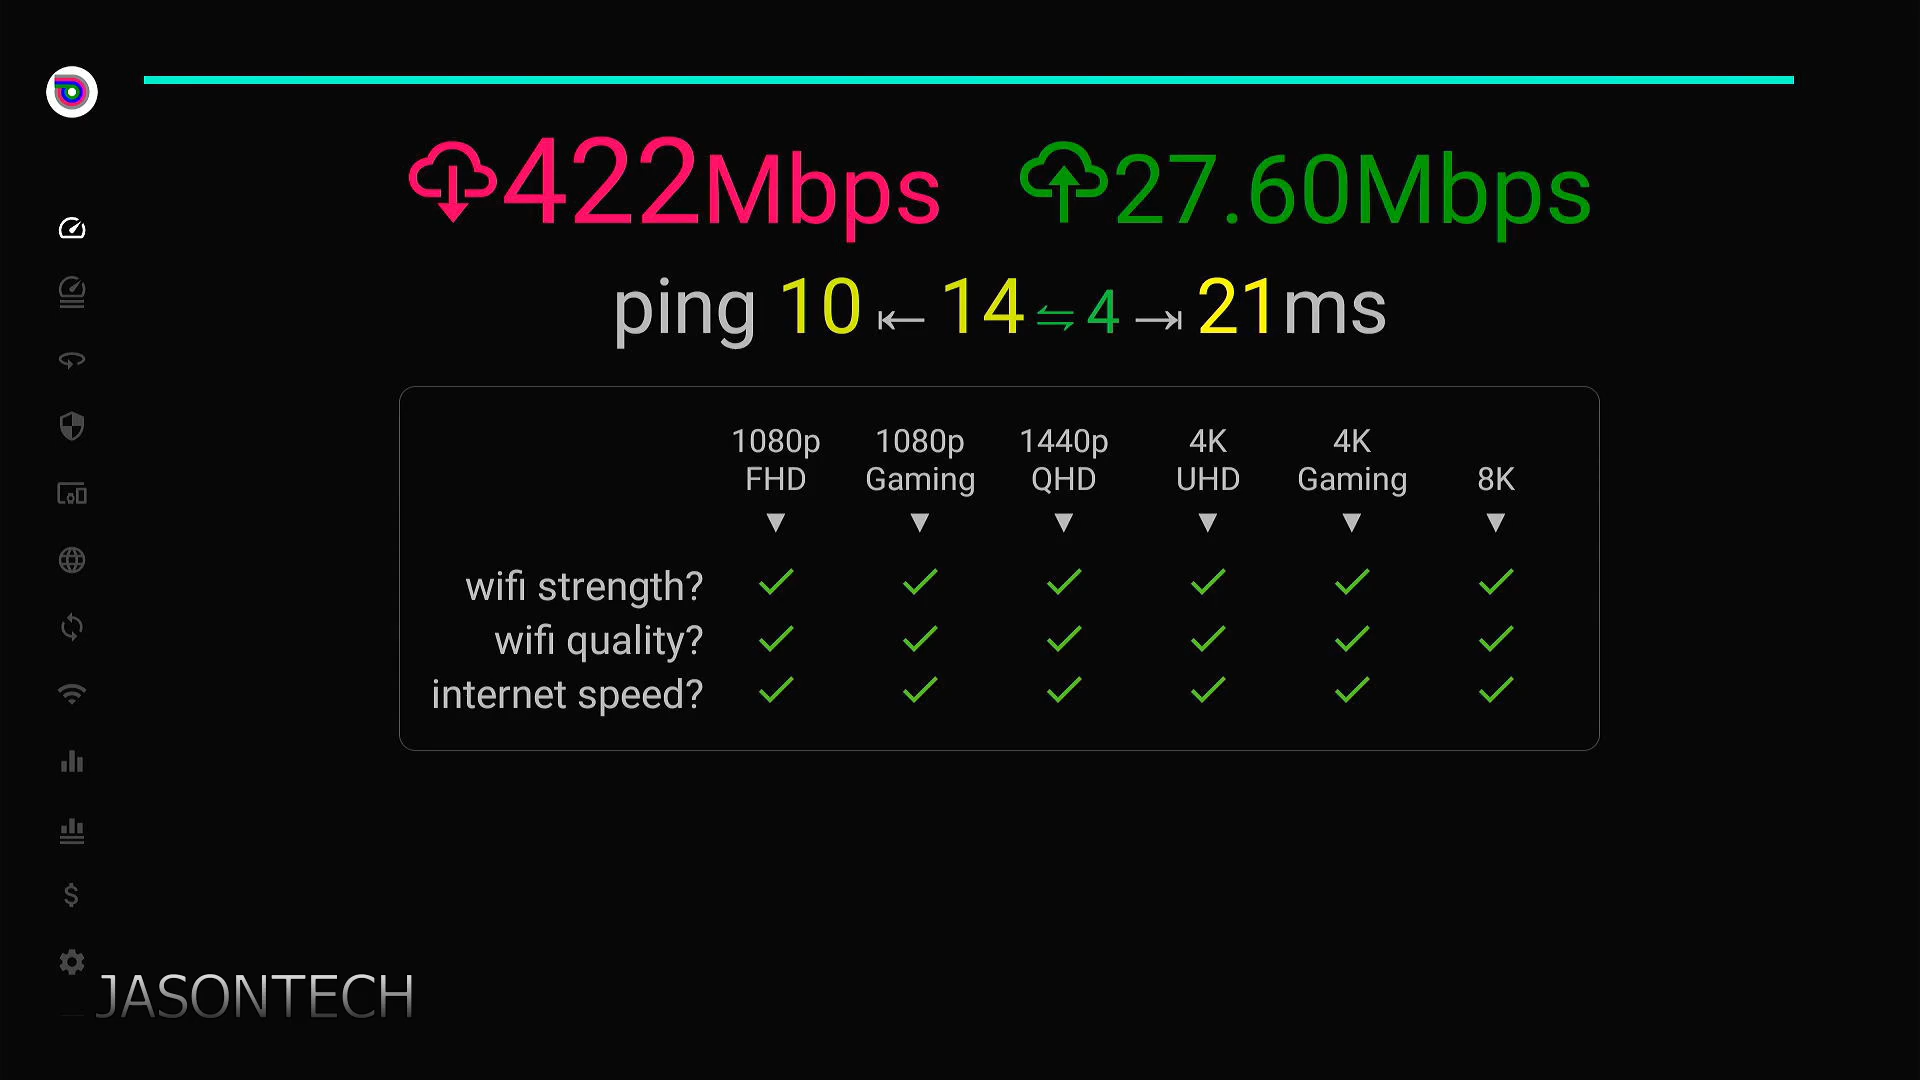 422Mbps 27.60Mbps
ping 10 ⇤ 14 ⇋ 4 ⇥ 21ms
1080p FHD 1080p Gaming 1440p QHD 4K UHD 4K Gaming 8K
▼ ▼ ▼ ▼ ▼ ▼
wifi strength? ✓ ✓ ✓ ✓ ✓ ✓
wifi quality? ✓ ✓ ✓ ✓ ✓ ✓
internet speed? ✓ ✓ ✓ ✓ ✓ ✓
JASONTECH